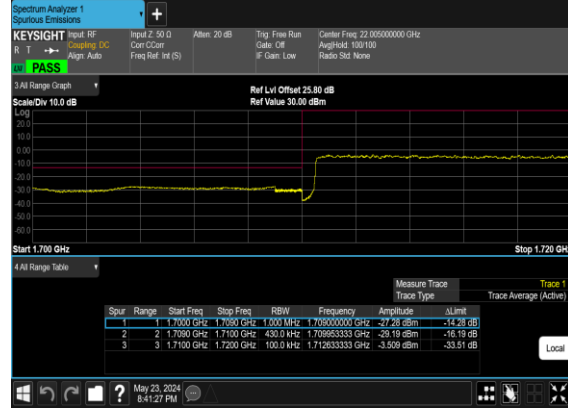 Spectrum Analyzer 1
Spurious Emissions
+
KEYSIGHT Input: RF Input Z: 50 Ω Atten: 20 dB Trig: Free Run Center Freq: 22.005000000 GHz
R T Coupling: DC Corr CCorr Gate: Off Avg|Hold: 100/100
Align: Auto Freq Ref: Int (S) IF Gain: Low Radio Std: None
PASS
3 All Range Graph
Ref Lvl Offset 25.80 dB
Scale/Div 10.0 dB Ref Value 30.00 dBm
Log
20.0
10.0
0.00
-10.0
-20.0
-30.0
-40.0
-50.0
-60.0
Start 1.700 GHz Stop 1.720 GH
4 All Range Table
Measure Trace Trace 1
Trace Type Trace Average (Active)
Spur Range Start Freq Stop Freq RBW Frequency Amplitude ΔLimit
1 1 1.7000 GHz 1.7090 GHz 1.000 MHz 1.709000000 GHz -27.28 dBm -14.28 dB
2 2 1.7090 GHz 1.7100 GHz 430.0 kHz 1.709953333 GHz -29.19 dBm -16.19 dB
3 3 1.7100 GHz 1.7200 GHz 100.0 kHz 1.712633333 GHz -3.509 dBm -33.51 dB
Local
? May 23, 2024
8:41:27 PM